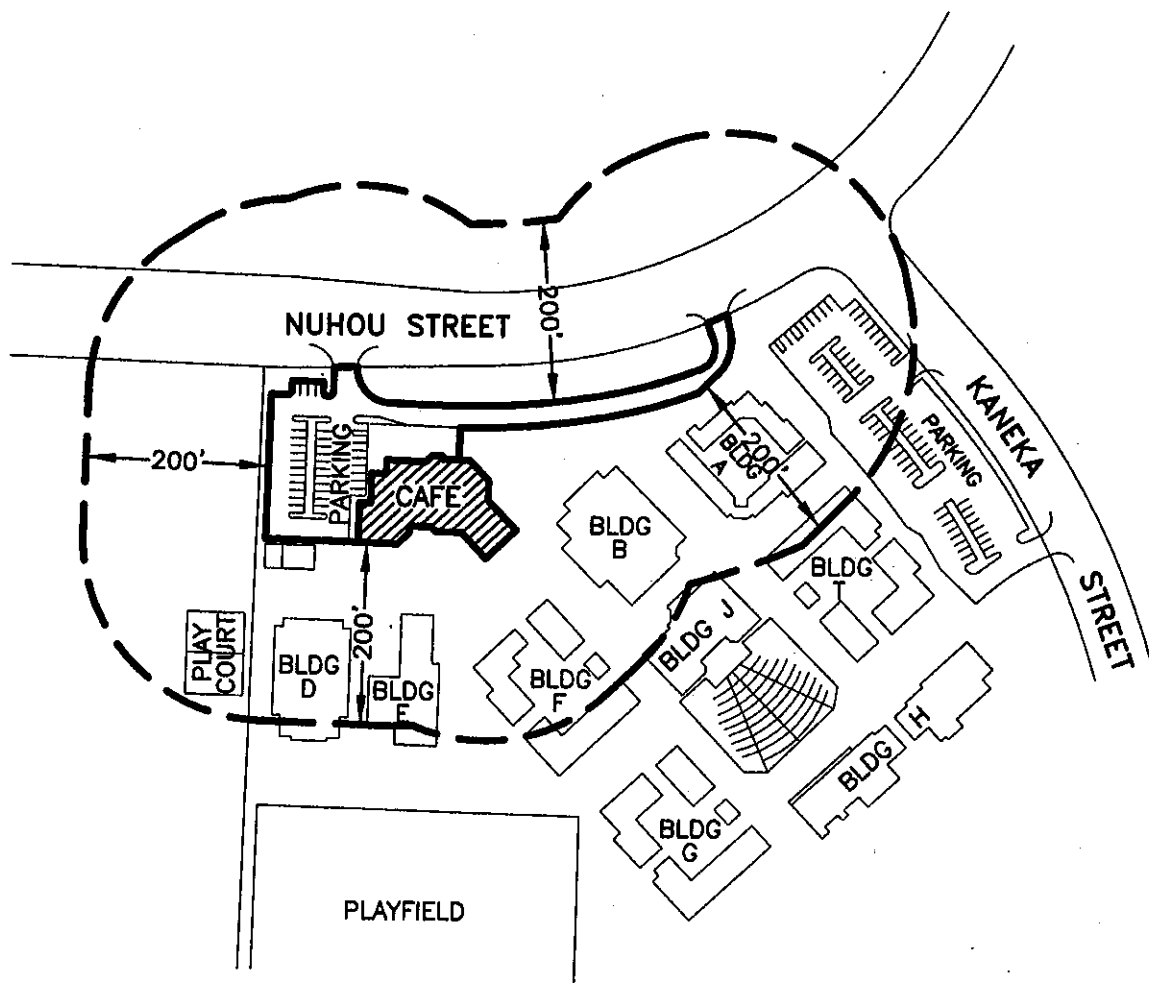 NUHOU STREET
200'
200'
PARKING
CAFE
BLDG
A
200'
PARKING
KANEKA
STREET
BLDG
B
BLDG
T
200'
PLAY
COURT
BLDG
D
BLDG
E
BLDG
F
BLDG J
BLDG H
BLDG
G
PLAYFIELD